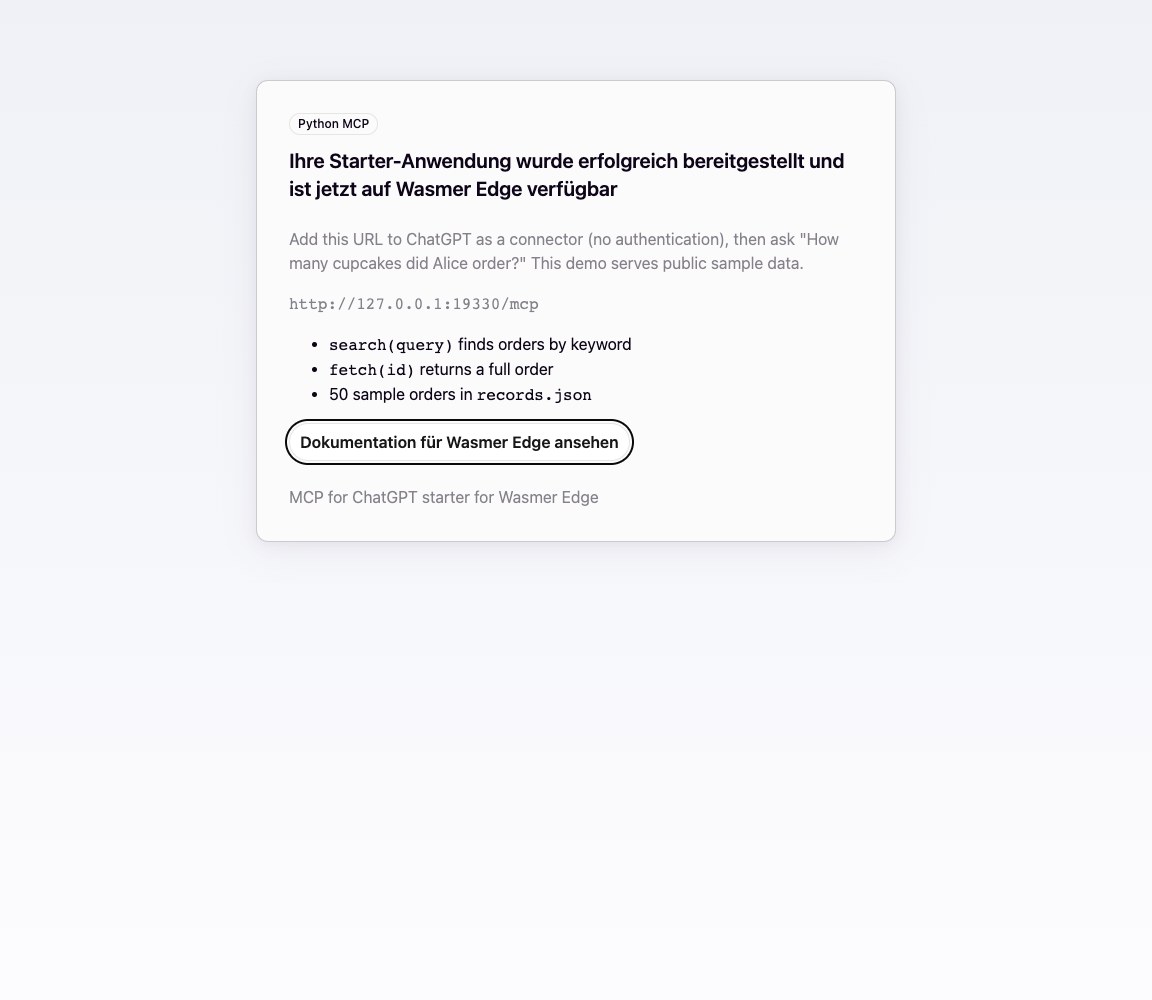 Python MCP
Ihre Starter-Anwendung wurde erfolgreich bereitgestellt und
ist jetzt auf Wasmer Edge verfügbar
Add this URL to ChatGPT as a connector (no authentication), then ask "How
many cupcakes did Alice order?" This demo serves public sample data.
http://127.0.0.1:19330/mcp
• search(query) finds orders by keyword
• fetch(id) returns a full order
• 50 sample orders in records.json
Dokumentation für Wasmer Edge ansehen
MCP for ChatGPT starter for Wasmer Edge